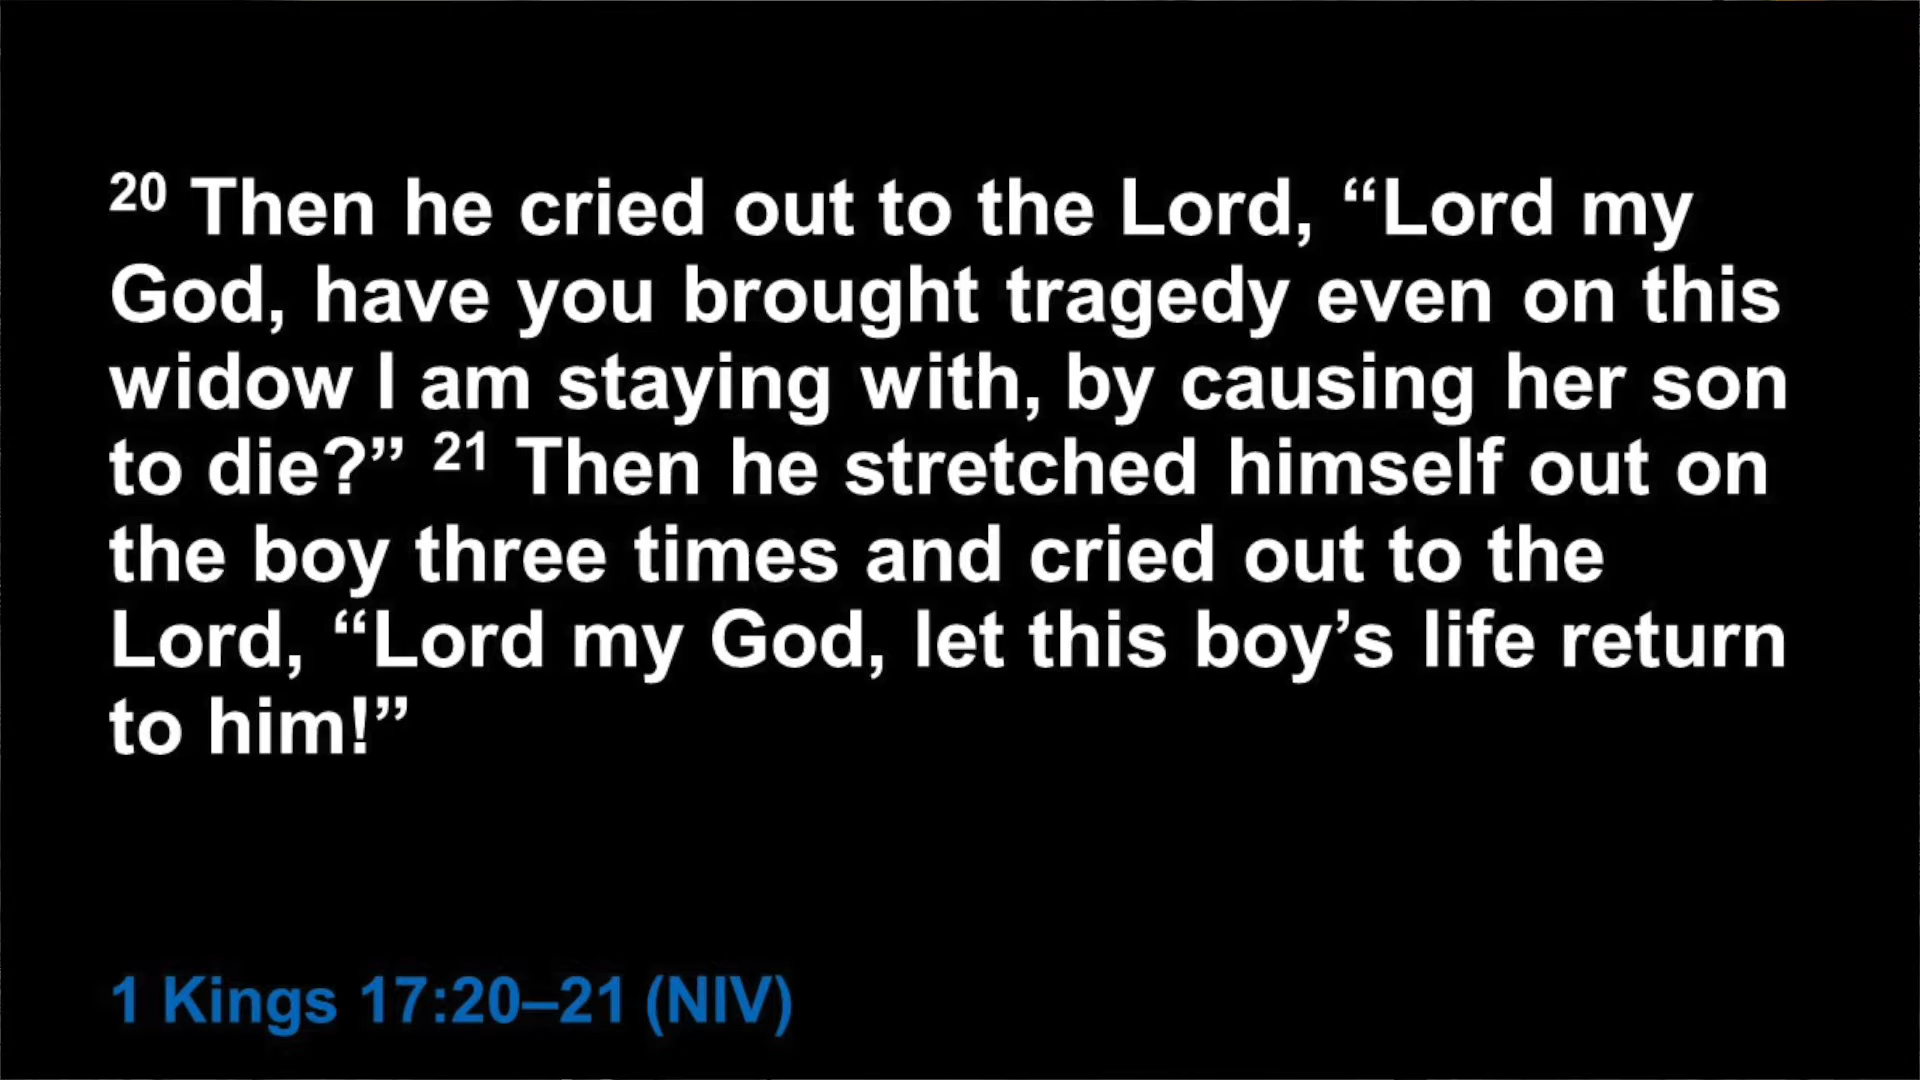 20 Then he cried out to the Lord, “Lord my
God, have you brought tragedy even on this
widow I am staying with, by causing her son
to die?” 21 Then he stretched himself out on
the boy three times and cried out to the
Lord, “Lord my God, let this boy’s life return
to him!”
1 Kings 17:20–21 (NIV)